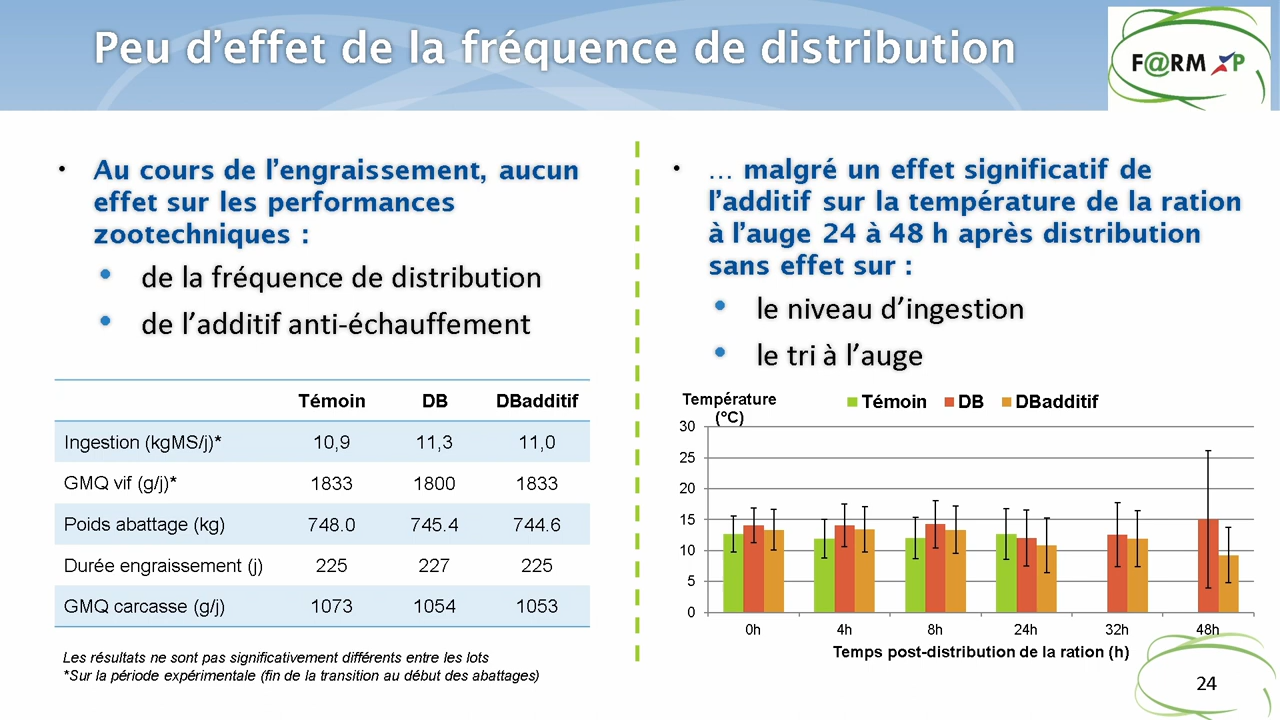 Peu d’effet de la fréquence de distribution
F@RM XP
• Au cours de l’engraissement, aucun
effet sur les performances
zootechniques :
• de la fréquence de distribution
• de l’additif anti-échauffement
Témoin DB DBadditif
Ingestion (kgMS/j)* 10,9 11,3 11,0
GMQ vif (g/j)* 1833 1800 1833
Poids abattage (kg) 748.0 745.4 744.6
Durée engraissement (j) 225 227 225
GMQ carcasse (g/j) 1073 1054 1053
Les résultats ne sont pas significativement différents entre les lots
*Sur la période expérimentale (fin de la transition au début des abattages)
• … malgré un effet significatif de
l’additif sur la température de la ration
à l’auge 24 à 48 h après distribution
sans effet sur :
• le niveau d’ingestion
• le tri à l’auge
Température
(°C)
Témoin DB DBadditif
30
25
20
15
10
5
0
0h 4h 8h 24h 32h 48h
Temps post-distribution de la ration (h)
24